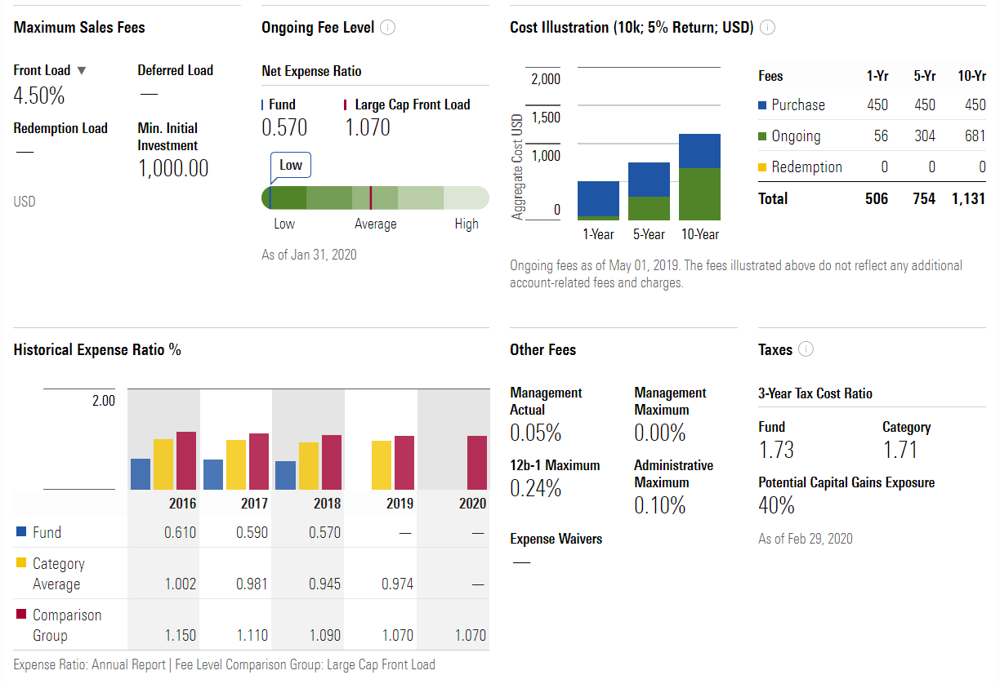 Maximum Sales Fees
Front Load ▼ Deferred Load
4.50% —
Redemption Load Min. Initial
Investment
— 1,000.00
USD
Ongoing Fee Level i
Net Expense Ratio
Fund Large Cap Front Load
0.570 1.070
Low
Low Average High
As of Jan 31, 2020
Cost Illustration (10k; 5% Return; USD) i
Aggregate Cost USD
2,000
1,500
1,000
0
1-Year 5-Year 10-Year
Fees 1-Yr 5-Yr 10-Yr
Purchase 450 450 450
Ongoing 56 304 681
Redemption 0 0 0
Total 506 754 1,131
Ongoing fees as of May 01, 2019. The fees illustrated above do not reflect any additional
account-related fees and charges.
Historical Expense Ratio %
2.00
2016 2017 2018 2019 2020
Fund 0.610 0.590 0.570 — —
Category
Average 1.002 0.981 0.945 0.974 —
Comparison
Group 1.150 1.110 1.090 1.070 1.070
Expense Ratio: Annual Report | Fee Level Comparison Group: Large Cap Front Load
Other Fees
Management Management
Actual Maximum
0.05% 0.00%
12b-1 Maximum Administrative
0.24% Maximum
0.10%
Expense Waivers
—
Taxes i
3-Year Tax Cost Ratio
Fund Category
1.73 1.71
Potential Capital Gains Exposure
40%
As of Feb 29, 2020